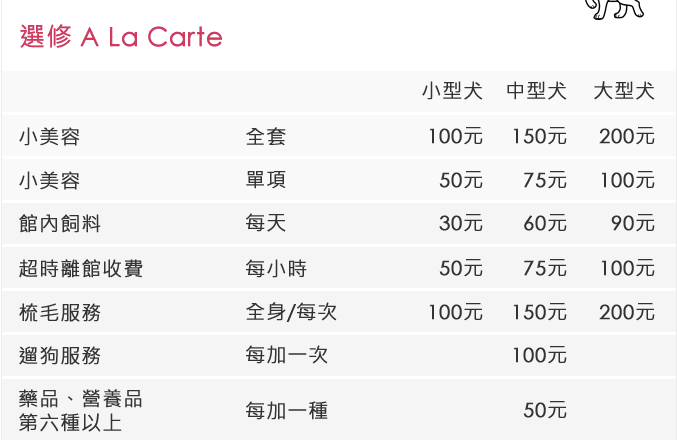 選修 A La Carte
小型犬 中型犬 大型犬
小美容 全套 100元 150元 200元
小美容 單項 50元 75元 100元
館內飼料 每天 30元 60元 90元
超時離館收費 每小時 50元 75元 100元
梳毛服務 全身/每次 100元 150元 200元
遛狗服務 每加一次 100元
藥品、營養品
第六種以上 每加一種 50元